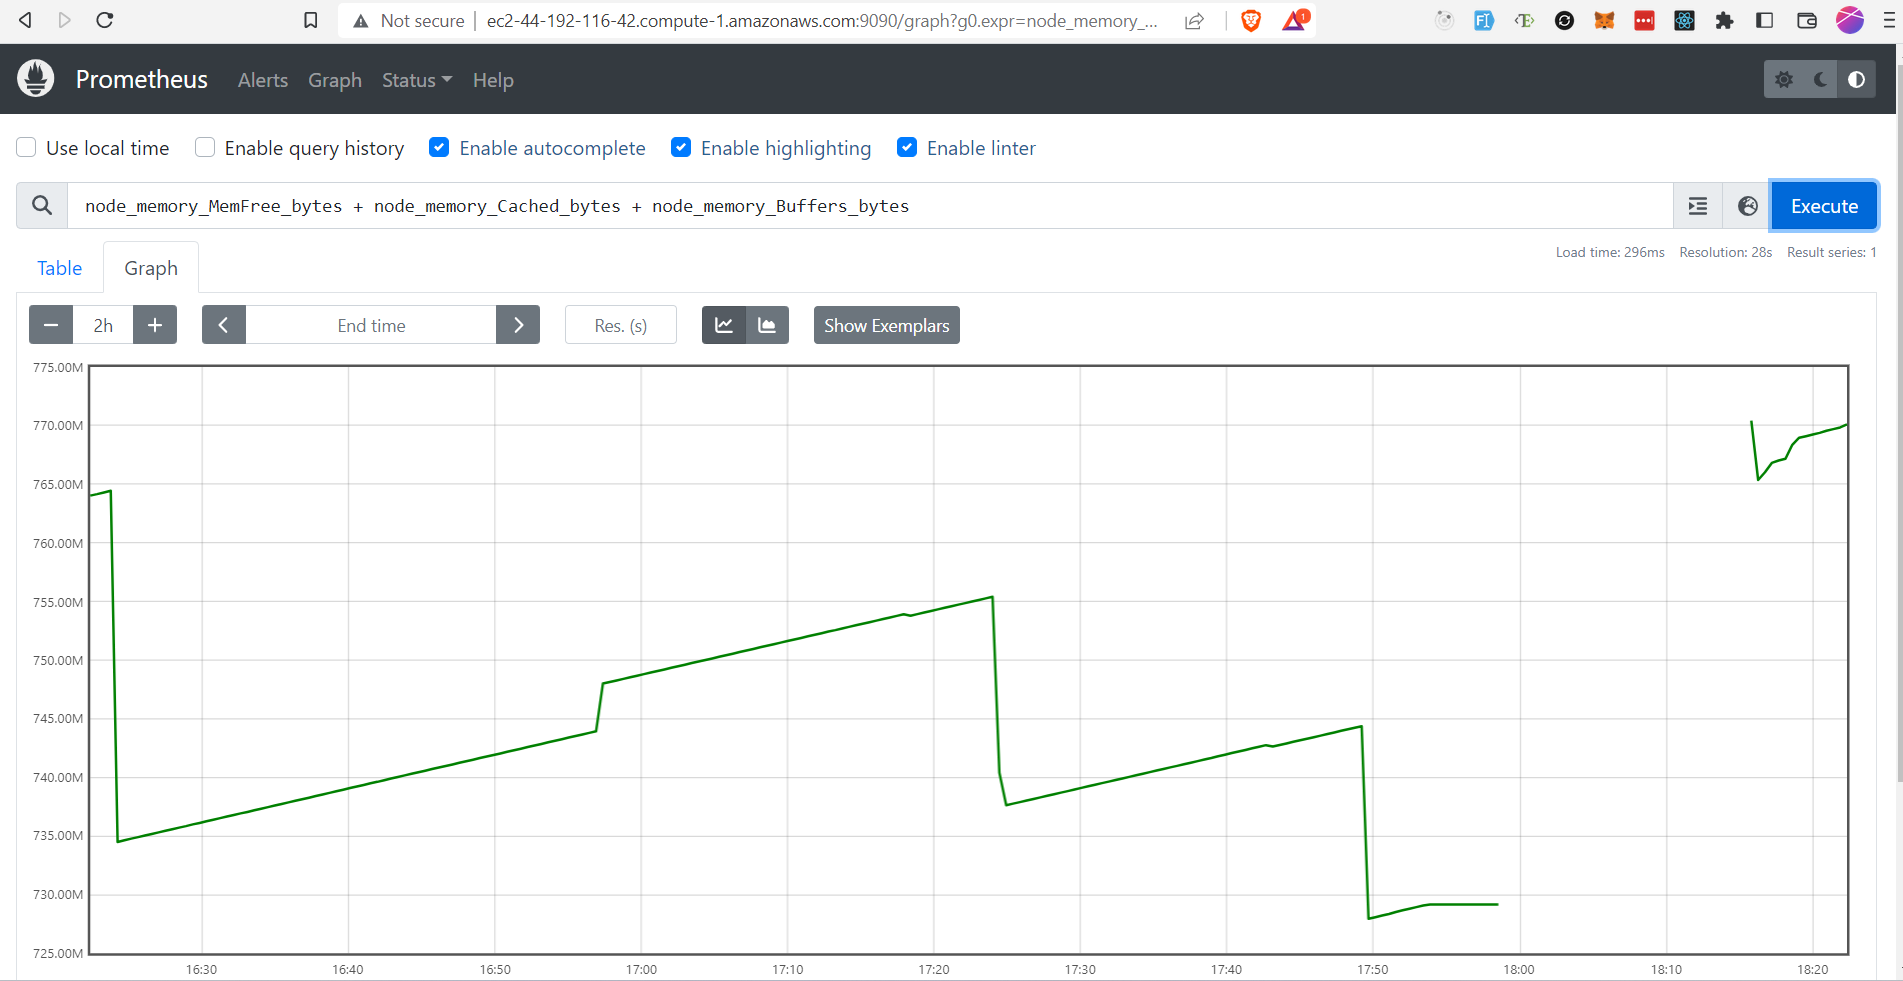 Not secure ec2-44-192-116-42.compute-1.amazonaws.com:9090/graph?g0.expr=node_memory_... 1
Prometheus Alerts Graph Status Help
Use local time Enable query history Enable autocomplete Enable highlighting Enable linter
node_memory_MemFree_bytes + node_memory_Cached_bytes + node_memory_Buffers_bytes Execute
Table Graph Load time: 296ms Resolution: 28s Result series: 1
2h End time Res. (s) Show Exemplars
775.00M
770.00M
765.00M
760.00M
755.00M
750.00M
745.00M
740.00M
735.00M
730.00M
725.00M
16:30 16:40 16:50 17:00 17:10 17:20 17:30 17:40 17:50 18:00 18:10 18:20